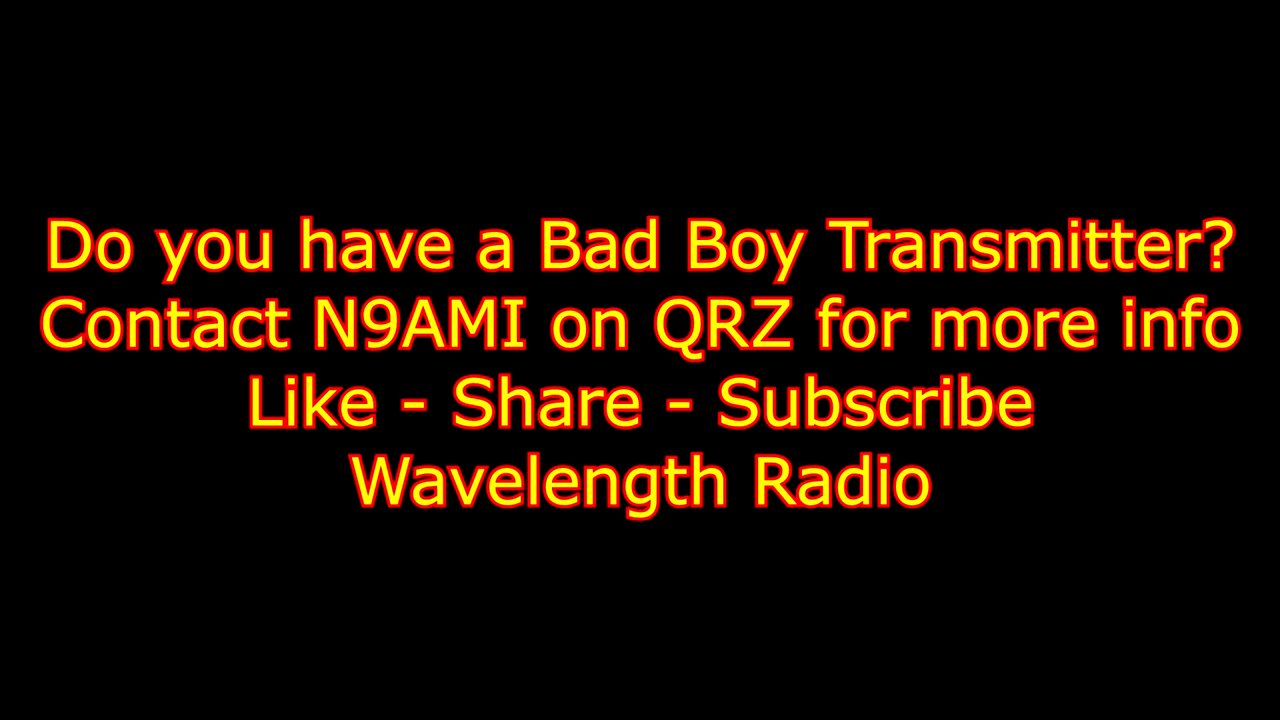 Do you have a Bad Boy Transmitter?
Contact N9AMI on QRZ for more info
Like - Share - Subscribe
Wavelength Radio